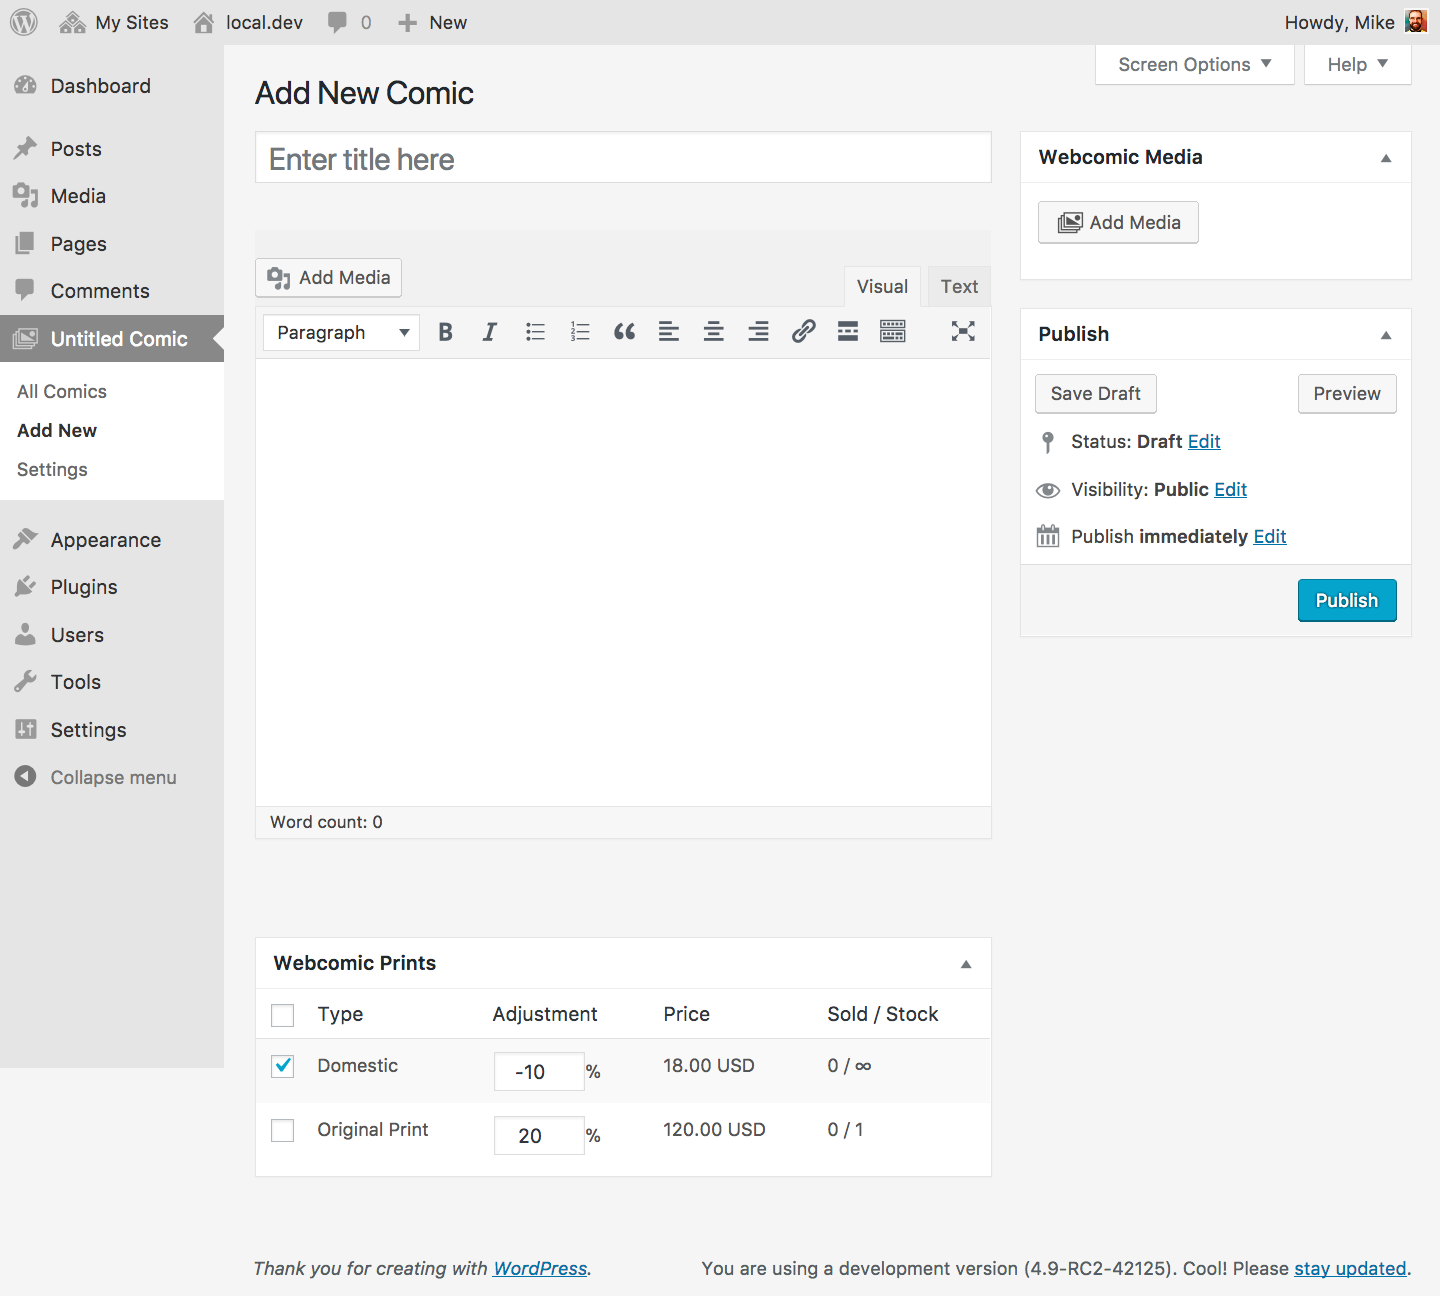 My Sites local.dev 0 New Howdy, Mike
Screen Options Help
Dashboard
Posts
Media
Pages
Comments
Untitled Comic
All Comics
Add New
Settings
Appearance
Plugins
Users
Tools
Settings
Collapse menu
Add New Comic
Enter title here
Add Media
Visual Text
Paragraph
Word count: 0
Webcomic Prints
Type Adjustment Price Sold / Stock
Domestic -10 % 18.00 USD 0 / ∞
Original Print 20 % 120.00 USD 0 / 1
Webcomic Media
Add Media
Publish
Save Draft Preview
Status: Draft Edit
Visibility: Public Edit
Publish immediately Edit
Publish
Thank you for creating with WordPress. You are using a development version (4.9-RC2-42125). Cool! Please stay updated.